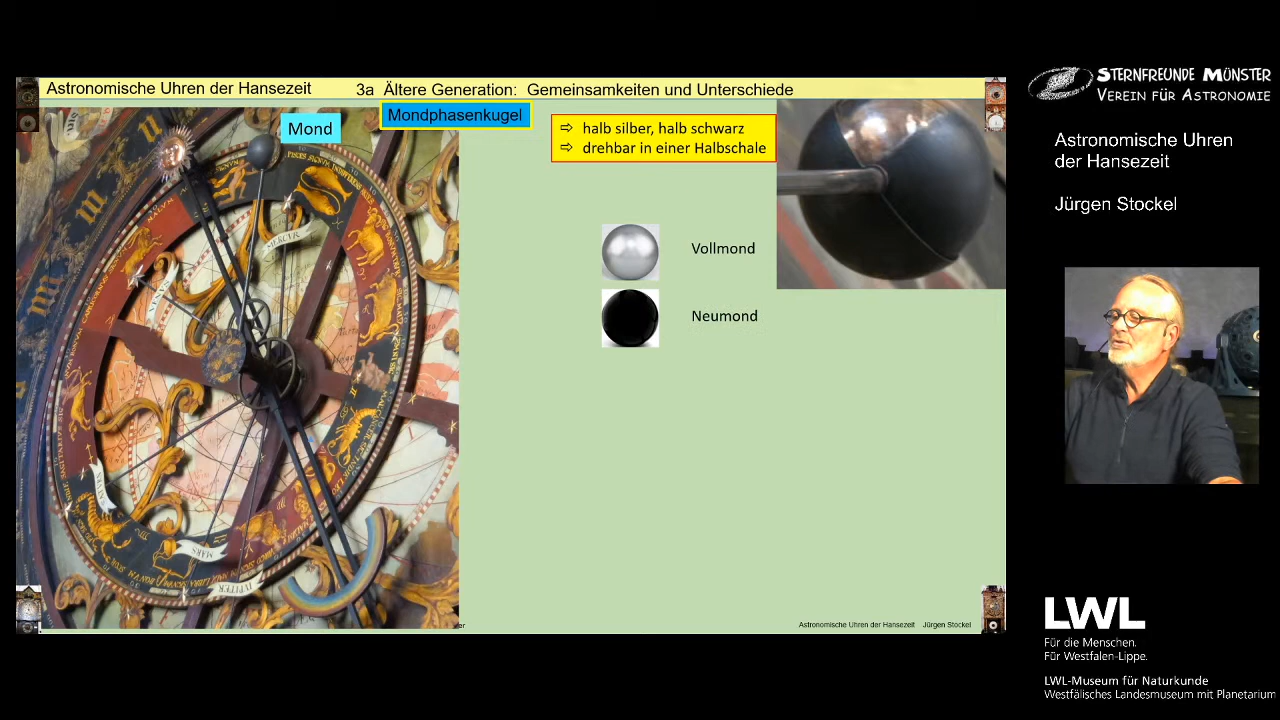 Astronomische Uhren der Hansezeit
3a Ältere Generation: Gemeinsamkeiten und Unterschiede
Mondphasenkugel
Mond
⇨ halb silber, halb schwarz
⇨ drehbar in einer Halbschale
Vollmond
Neumond
MERCUR
VENUS
MARS
IUPITER
Astronomische Uhren der Hansezeit Jürgen Stockel
STERNFREUNDE MÜNSTER
VEREIN FÜR ASTRONOMIE
Astronomische Uhren
der Hansezeit
Jürgen Stockel
LWL
Für die Menschen.
Für Westfalen-Lippe.
LWL-Museum für Naturkunde
Westfälisches Landesmuseum mit Planetarium